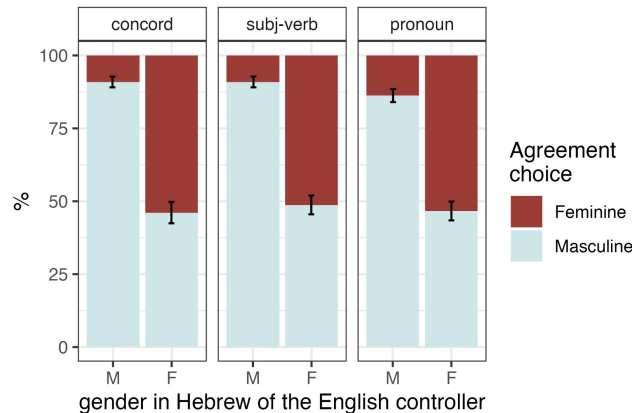 concord subj-verb pronoun
100
75
50
25
0
%
M F M F M F
gender in Hebrew of the English controller
Agreement
choice
Feminine
Masculine